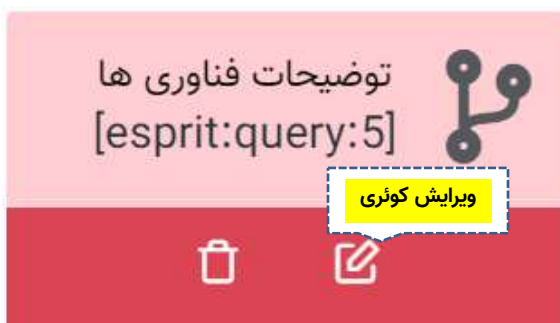 توضیحات فناوری ها
[esprit:query:5]
ویرایش کوئری